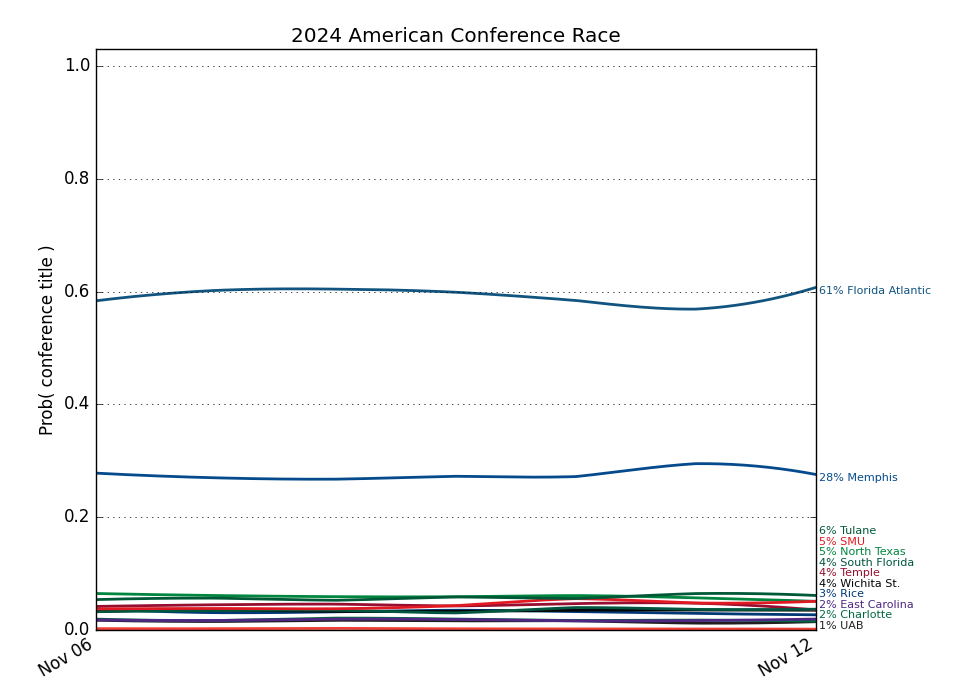 2024 American Conference Race
1.0
0.8
0.6
0.4
0.2
0.0
Prob( conference title )
Nov 06
Nov 12
61% Florida Atlantic
28% Memphis
6% Tulane
5% SMU
5% North Texas
4% South Florida
4% Temple
4% Wichita St.
3% Rice
2% East Carolina
2% Charlotte
1% UAB